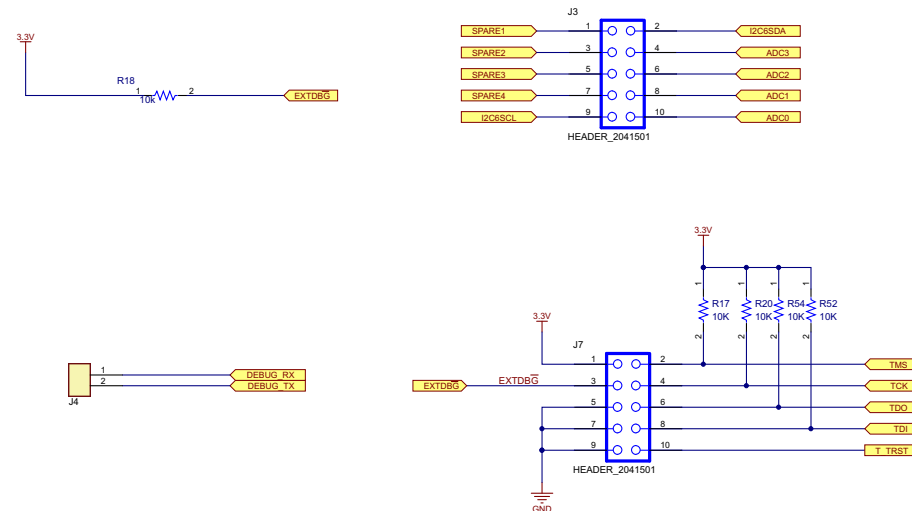 J3
3.3V
SPARE1 1 2 I2C6SDA
SPARE2 3 4 ADC3
R18
SPARE3 5 6 ADC2
1 10k 2 EXTDBG
SPARE4 7 8 ADC1
I2C6SCL 9 10 ADC0
HEADER_2041501
3.3V
1 1 1 1
R17 R20 R54 R52
10K 10K 10K 10K
3.3V
2 2 2 2
J7
1 2 TMS
1 DEBUG_RX
2 DEBUG_TX
J4
EXTDBG EXTDBG 3 4 TCK
5 6 TDO
7 8 TDI
9 10 T_TRST
HEADER_2041501
GND